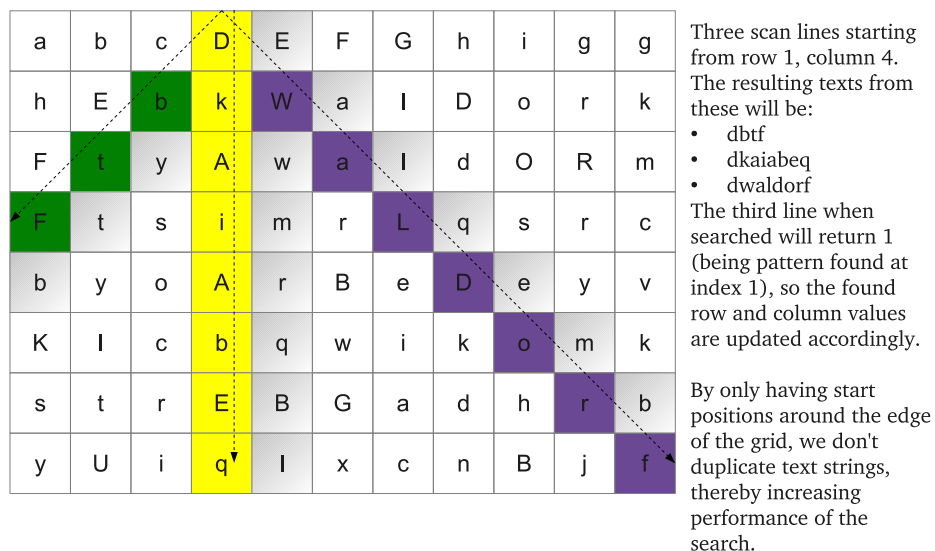 a b c D E F G h i g g
h E b k W a I D o r k
F t y A w a I d O R m
F t s i m r L q s r c
b y o A r B e D e y v
K I c b q w i k o m k
s t r E B G a d h r b
y U i q I x c n B j f
Three scan lines starting
from row 1, column 4.
The resulting texts from
these will be:
• dbtf
• dkaiabeq
• dwaldorf
The third line when
searched will return 1
(being pattern found at
index 1), so the found
row and column values
are updated accordingly.
By only having start
positions around the edge
of the grid, we don't
duplicate text strings,
thereby increasing
performance of the
search.